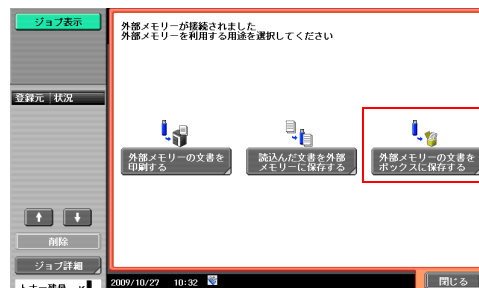 ジョブ表示
外部メモリーが接続されました
外部メモリーを利用する用途を選択してください
登録元 状況
外部メモリーの文書を
印刷する
読込んだ文書を外部
メモリーに保存する
外部メモリーの文書を
ボックスに保存する
削除
ジョブ詳細
トナー残量 K
2009/10/27 10:32
閉じる